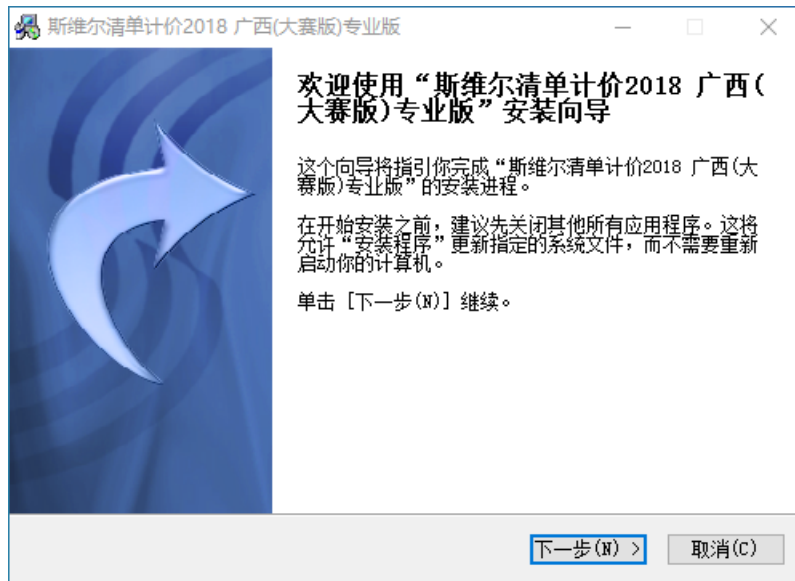 斯维尔清单计价2018 广西(大赛版)专业版
欢迎使用“斯维尔清单计价2018 广西(
大赛版)专业版”安装向导
这个向导将指引你完成“斯维尔清单计价2018 广西(大
赛版)专业版”的安装进程。
在开始安装之前，建议先关闭其他所有应用程序。这将
允许“安装程序”更新指定的系统文件，而不需要重新
启动你的计算机。
单击 [下一步(N)] 继续。
下一步(N) >
取消(C)